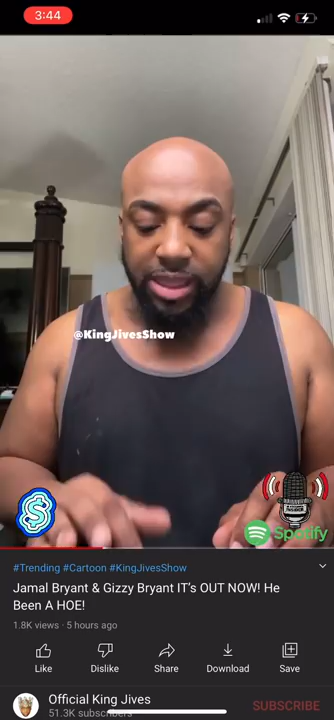 3:44
@KingJivesShow
$
Spotify
#Trending #Cartoon #KingJivesShow
Jamal Bryant & Gizzy Bryant IT's OUT NOW! He
Been A HOE!
1.8K views · 5 hours ago
Like
Dislike
Share
Download
Save
Official King Jives
51.3K subscribers
SUBSCRIBE